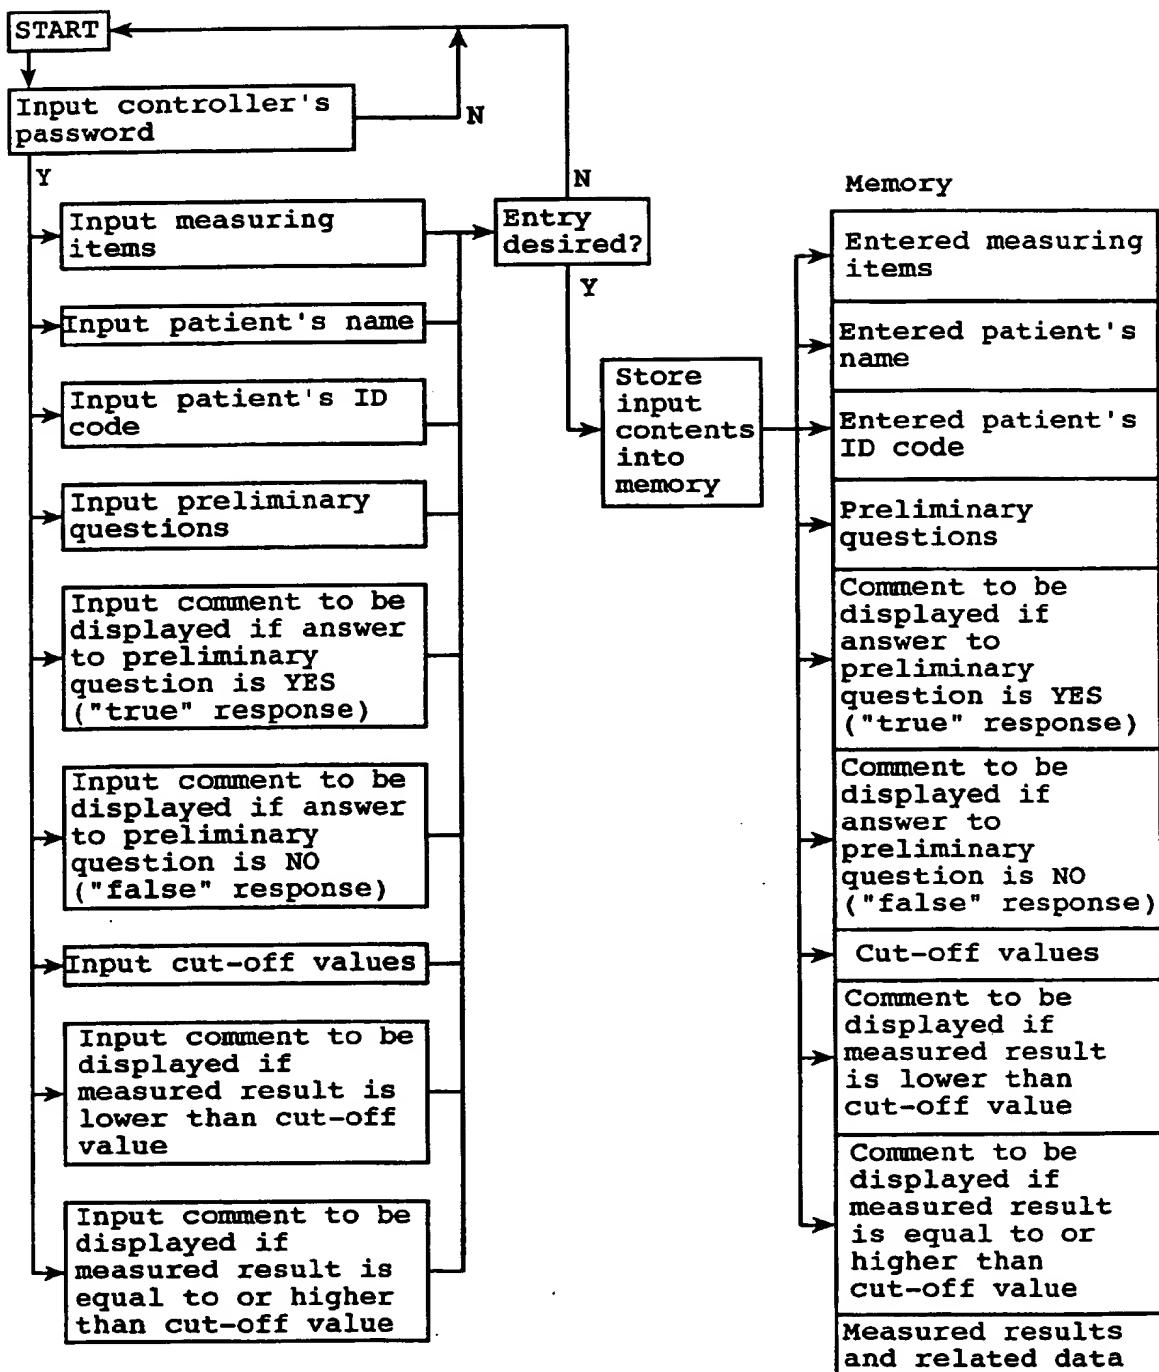 START
Input controller's
password
N
Y
Input measuring
items
Input patient's name
Input patient's ID
code
Input preliminary
questions
Input comment to be
displayed if answer
to preliminary
question is YES
("true" response)
Input comment to be
displayed if answer
to preliminary
question is NO
("false" response)
Input cut-off values
Input comment to be
displayed if
measured result is
lower than cut-off
value
Input comment to be
displayed if
measured result is
equal to or higher
than cut-off value
N
Entry
desired?
Y
Store
input
contents
into
memory
Memory
Entered measuring
items
Entered patient's
name
Entered patient's
ID code
Preliminary
questions
Comment to be
displayed if
answer to
preliminary
question is YES
("true" response)
Comment to be
displayed if
answer to
preliminary
question is NO
("false" response)
Cut-off values
Comment to be
displayed if
measured result
is lower than
cut-off value
Comment to be
displayed if
measured result
is equal to or
higher than
cut-off value
Measured results
and related data